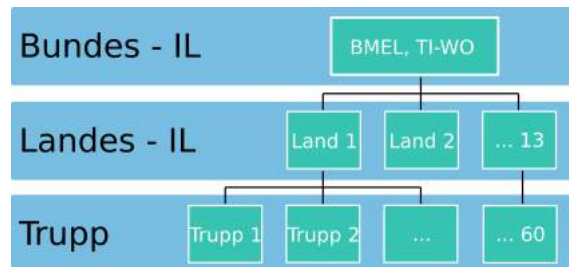 Bundes - IL
BMEL, TI-WO
Landes - IL
Land 1
Land 2
... 13
Trupp
Trupp 1
Trupp 2
...
... 60